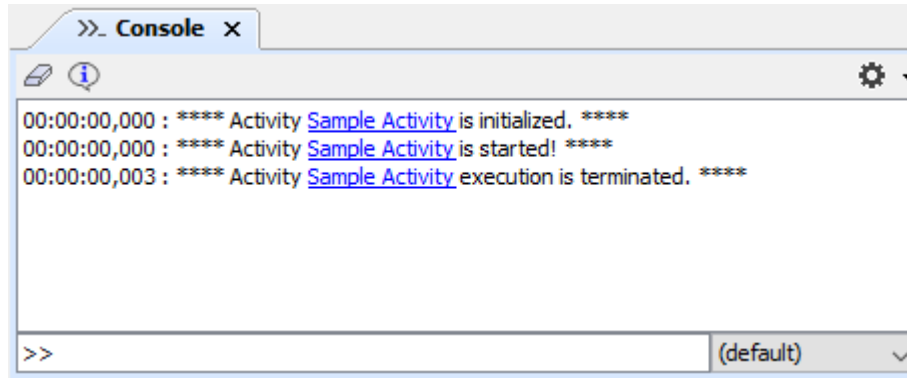 >>_ Console X
00:00:00,000 : **** Activity Sample Activity is initialized. ****
00:00:00,000 : **** Activity Sample Activity is started! ****
00:00:00,003 : **** Activity Sample Activity execution is terminated. ****
>> (default)